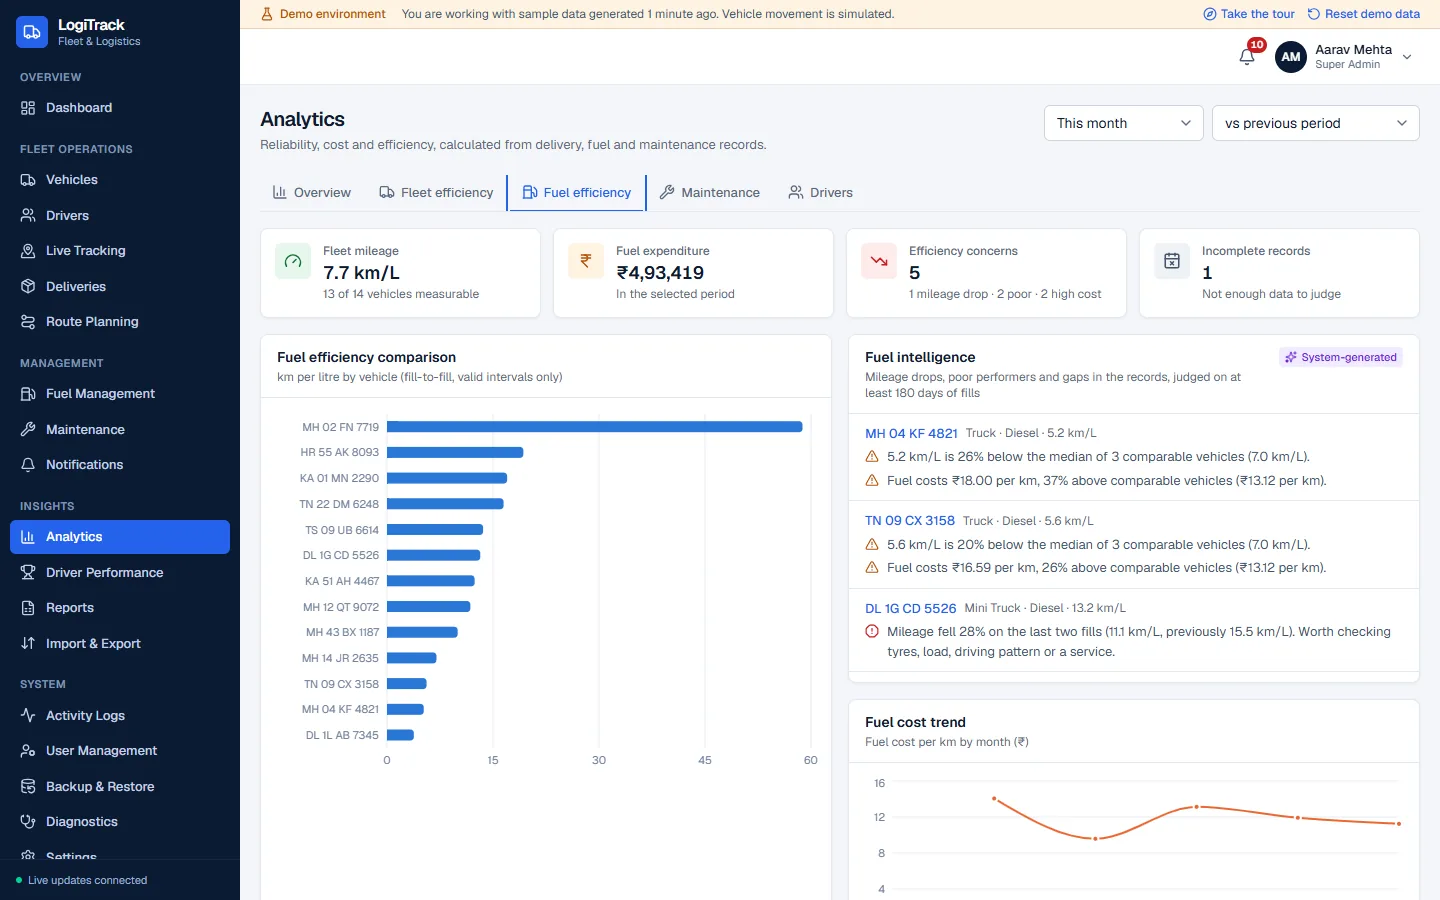 LogiTrack
Fleet & Logistics
OVERVIEW
Dashboard
FLEET OPERATIONS
Vehicles
Drivers
Live Tracking
Deliveries
Route Planning
MANAGEMENT
Fuel Management
Maintenance
Notifications
INSIGHTS
Analytics
Driver Performance
Reports
Import & Export
SYSTEM
Activity Logs
User Management
Backup & Restore
Diagnostics
Settings
Live updates connected
Demo environment You are working with sample data generated 1 minute ago. Vehicle movement is simulated.
Take the tour Reset demo data
10
AM
Aarav Mehta
Super Admin
Analytics
Reliability, cost and efficiency, calculated from delivery, fuel and maintenance records.
This month
vs previous period
Overview Fleet efficiency Fuel efficiency Maintenance Drivers
Fleet mileage
7.7 km/L
13 of 14 vehicles measurable
Fuel expenditure
₹4,93,419
In the selected period
Efficiency concerns
5
1 mileage drop · 2 poor · 2 high cost
Incomplete records
1
Not enough data to judge
Fuel efficiency comparison
km per litre by vehicle (fill-to-fill, valid intervals only)
MH 02 FN 7719
HR 55 AK 8093
KA 01 MN 2290
TN 22 DM 6248
TS 09 UB 6614
DL 1G CD 5526
KA 51 AH 4467
MH 12 QT 9072
MH 43 BX 1187
MH 14 JR 2635
TN 09 CX 3158
MH 04 KF 4821
DL 1L AB 7345
0 15 30 45 60
Fuel intelligence
System-generated
Mileage drops, poor performers and gaps in the records, judged on at
least 180 days of fills
MH 04 KF 4821 Truck · Diesel · 5.2 km/L
5.2 km/L is 26% below the median of 3 comparable vehicles (7.0 km/L).
Fuel costs ₹18.00 per km, 37% above comparable vehicles (₹13.12 per km).
TN 09 CX 3158 Truck · Diesel · 5.6 km/L
5.6 km/L is 20% below the median of 3 comparable vehicles (7.0 km/L).
Fuel costs ₹16.59 per km, 26% above comparable vehicles (₹13.12 per km).
DL 1G CD 5526 Mini Truck · Diesel · 13.2 km/L
Mileage fell 28% on the last two fills (11.1 km/L, previously 15.5 km/L). Worth checking
tyres, load, driving pattern or a service.
Fuel cost trend
Fuel cost per km by month (₹)
16
12
8
4